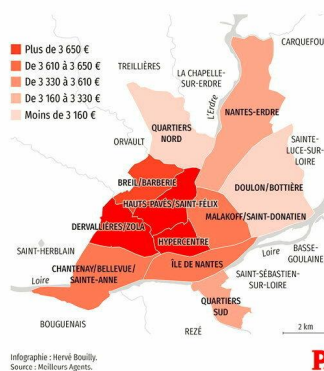 Plus de 3 650 €
De 3 610 à 3 650 €
De 3 330 à 3 610 €
De 3 160 à 3 330 €
Moins de 3 160 €
CARQUEFOU
TREILLIÈRES
LA CHAPELLE-
SUR-ERDRE
L'Erdre
NANTES-ERDRE
QUARTIERS
NORD
ORVAULT
SAINTE-
LUCE-SUR-
LOIRE
BREIL/BARBERIE
DOULON/BOTTIÈRE
HAUTS-PAVÉS/SAINT-FÉLIX
MALAKOFF/SAINT-DONATIEN
DERVALLIÈRES/ZOLA
HYPERCENTRE
SAINT-HERBLAIN
Loire
BASSE-
GOULAINE
CHANTENAY/BELLEVUE/
SAINTE-ANNE
ÎLE DE NANTES
SAINT-SÉBASTIEN-
SUR-LOIRE
Loire
QUARTIERS
SUD
BOUGUENAIS
REZÉ
2 km
Infographie : Hervé Bouilly.
Source : Meilleurs Agents.
P